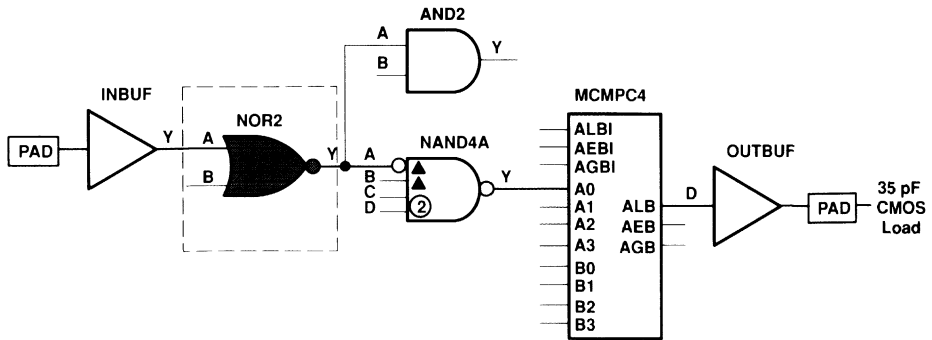 AND2
A
B
Y
INBUF
PAD
Y
NOR2
A
B
Y
NAND4A
A
B
C
D
2
Y
MCMPC4
ALBI
AEBI
AGBI
A0
A1
A2
A3
B0
B1
B2
B3
ALB
AEB
AGB
D
OUTBUF
PAD
35 pF
CMOS
Load